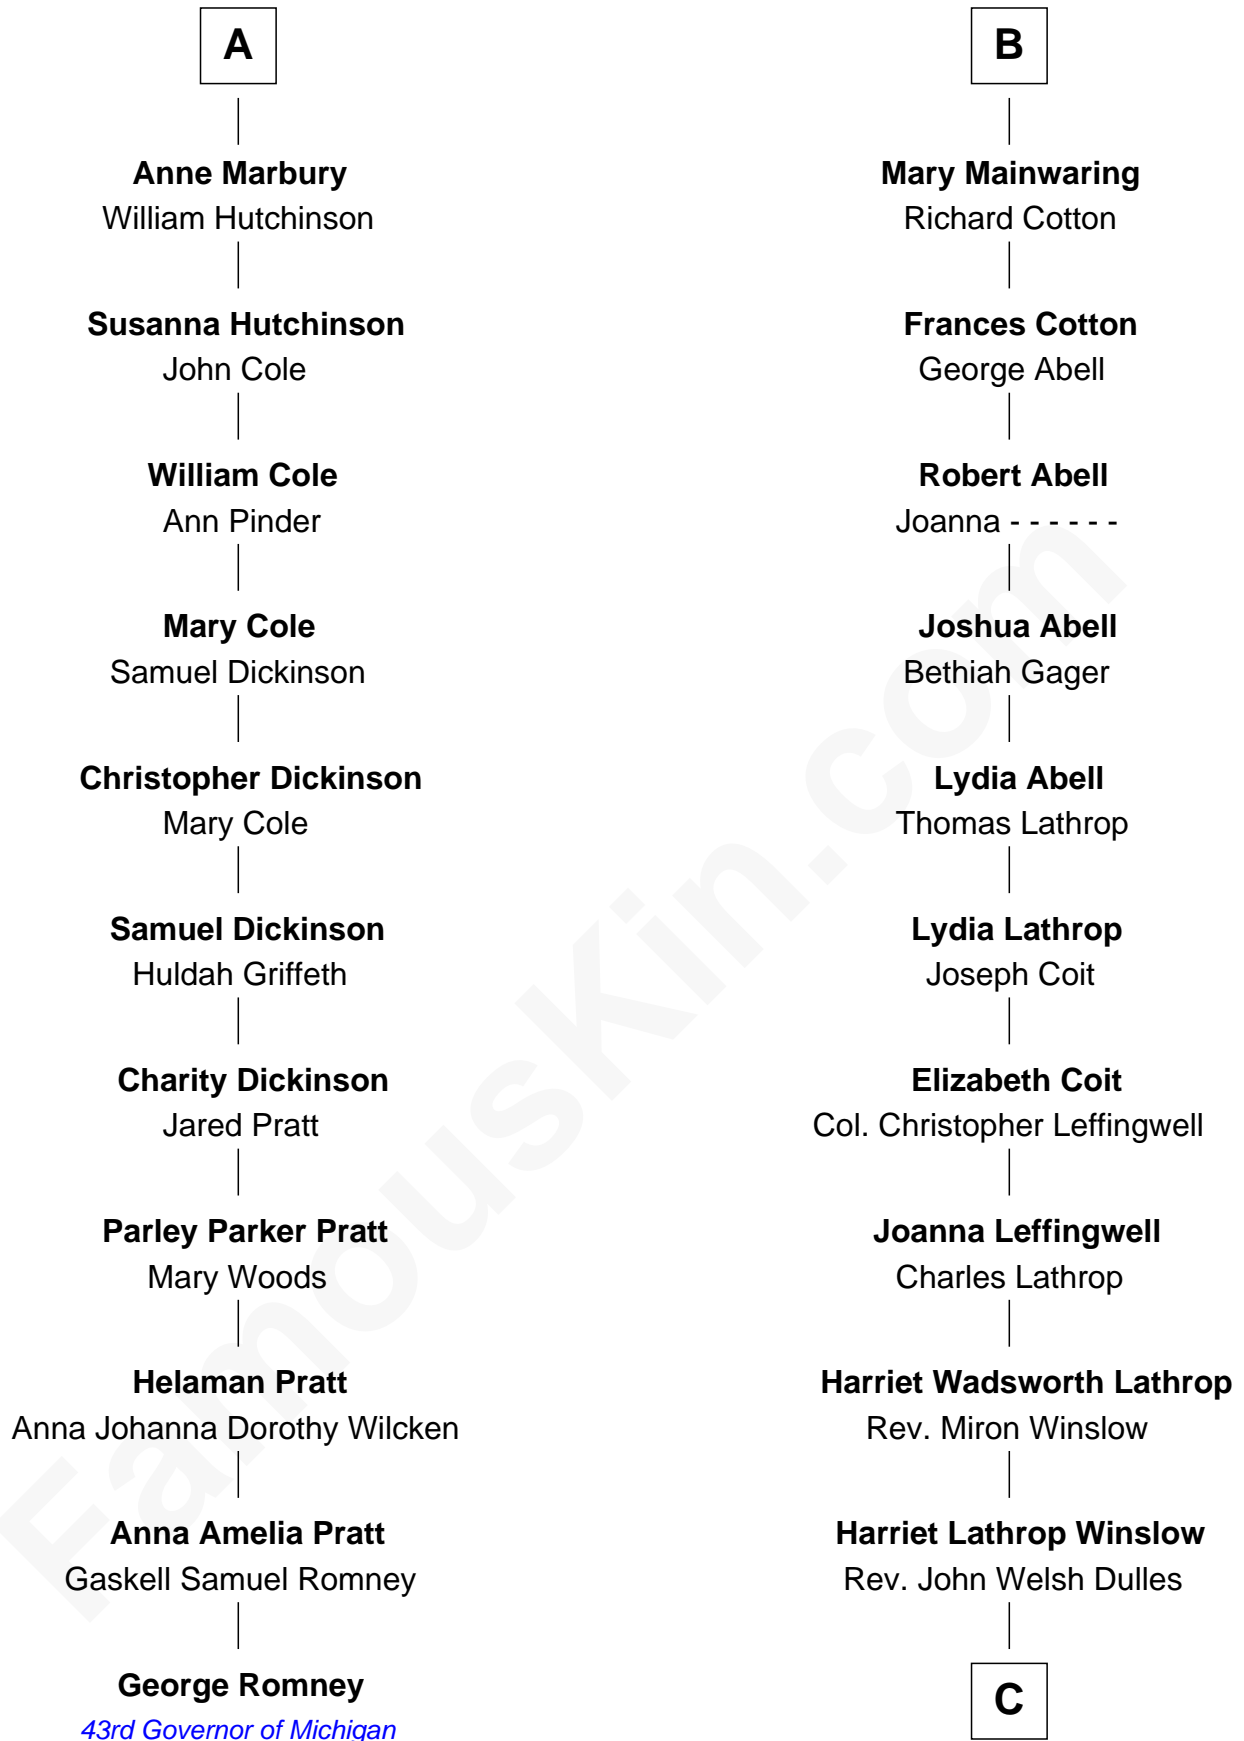 A
Anne Marbury
William Hutchinson
Susanna Hutchinson
John Cole
William Cole
Ann Pinder
Mary Cole
Samuel Dickinson
Christopher Dickinson
Mary Cole
Samuel Dickinson
Huldah Griffeth
Charity Dickinson
Jared Pratt
Parley Parker Pratt
Mary Woods
Helaman Pratt
Anna Johanna Dorothy Wilcken
Anna Amelia Pratt
Gaskell Samuel Romney
George Romney
43rd Governor of Michigan
B
Mary Mainwaring
Richard Cotton
Frances Cotton
George Abell
Robert Abell
Joanna - - - - - -
Joshua Abell
Bethiah Gager
Lydia Abell
Thomas Lathrop
Lydia Lathrop
Joseph Coit
Elizabeth Coit
Col. Christopher Leffingwell
Joanna Leffingwell
Charles Lathrop
Harriet Wadsworth Lathrop
Rev. Miron Winslow
Harriet Lathrop Winslow
Rev. John Welsh Dulles
C
FamousKin.com